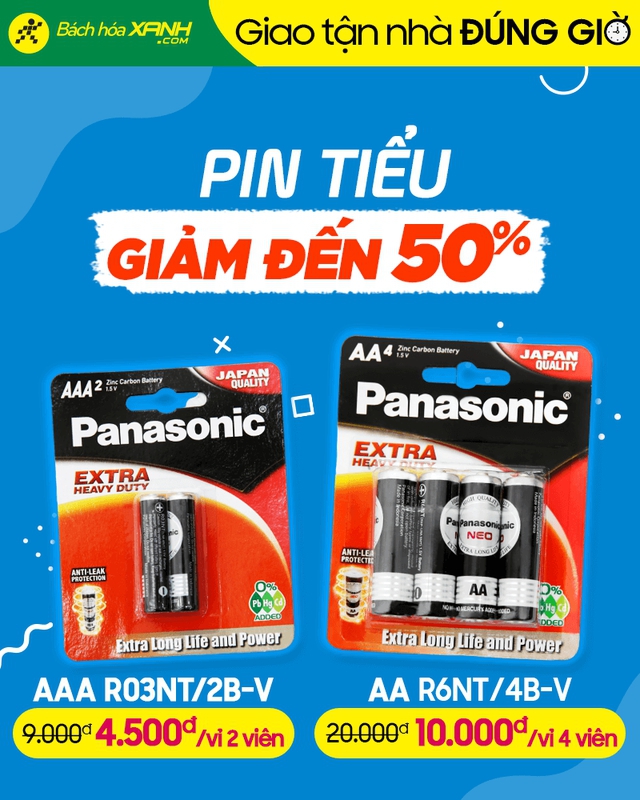 Bách hóa XANH.COM
Giao tận nhà ĐÚNG GIỜ
PIN TIỂU
GIẢM ĐẾN 50%
AAA 2 Zinc Carbon Battery
1.5 V
JAPAN QUALITY
Panasonic®
EXTRA
HEAVY DUTY
ANTI-LEAK
PROTECTION
0%
Pb Hg Cd
ADDED
Extra Long Life and Power
AA 4 Zinc Carbon Battery
1.5 V
JAPAN QUALITY
Panasonic®
EXTRA
HEAVY DUTY
Panasonic
NEO
AA
ANTI-LEAK
PROTECTION
0%
Pb Hg Cd
ADDED
Extra Long Life and Power
AAA R03NT/2B-V
9.000đ 4.500đ/vỉ 2 viên
AA R6NT/4B-V
20.000đ 10.000đ/vỉ 4 viên